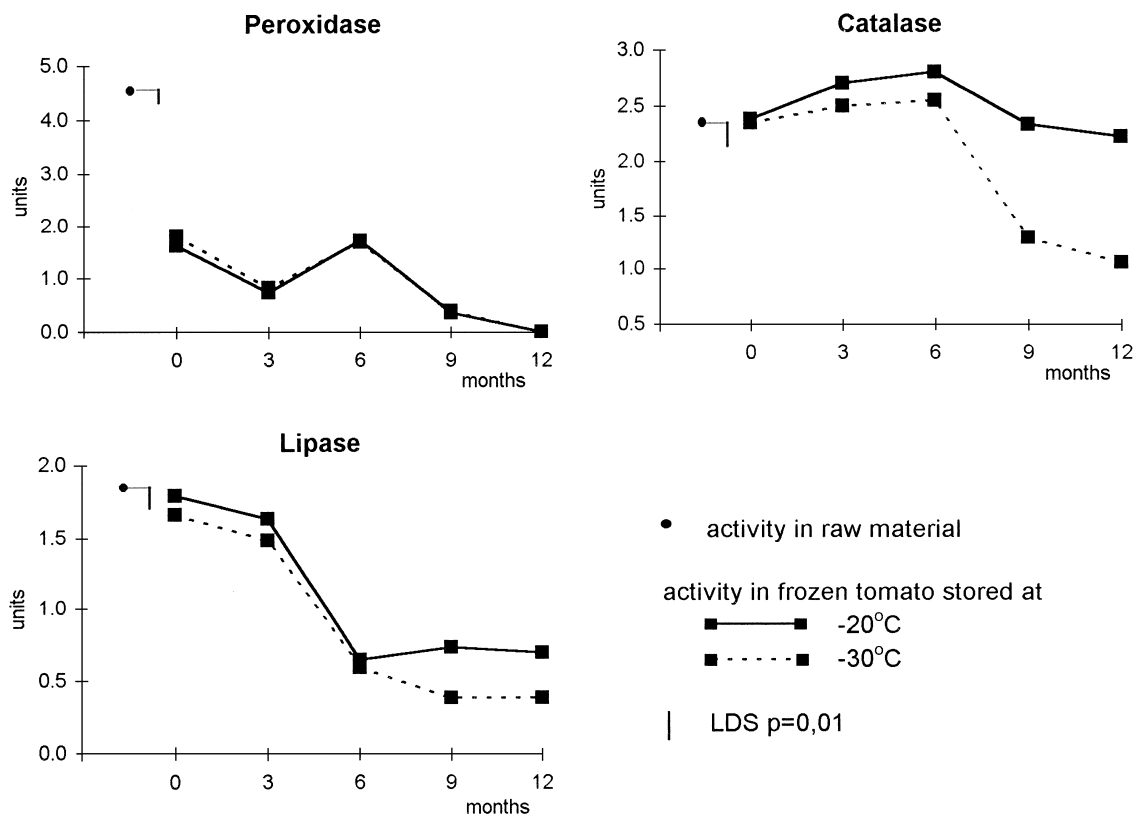 Peroxidase
5.0
4.0
3.0
2.0
1.0
0.0
units
0 3 6 9 12
months
Catalase
3.0
2.5
2.0
1.5
1.0
0.5
units
0 3 6 9 12
months
Lipase
2.0
1.5
1.0
0.5
0.0
units
0 3 6 9 12
months
activity in raw material
activity in frozen tomato stored at
-20°C
-30°C
LDS p=0,01